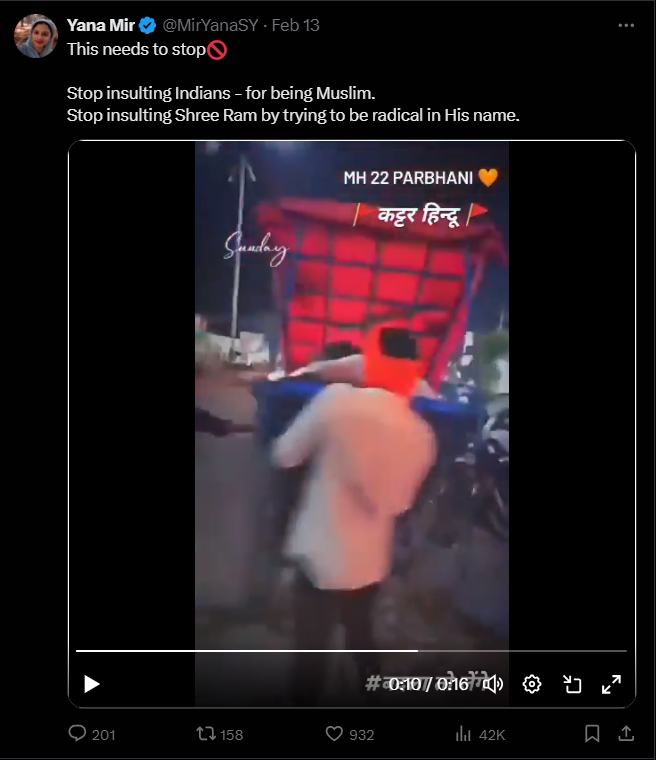 Yana Mir @MirYanaSY · Feb 13
This needs to stop🚫
Stop insulting Indians - for being Muslim.
Stop insulting Shree Ram by trying to be radical in His name.
MH 22 PARBHANI 🧡
🚩 कट्टर हिन्दू 🚩
Sunday
0:10 / 0:16
201 158 932 42K